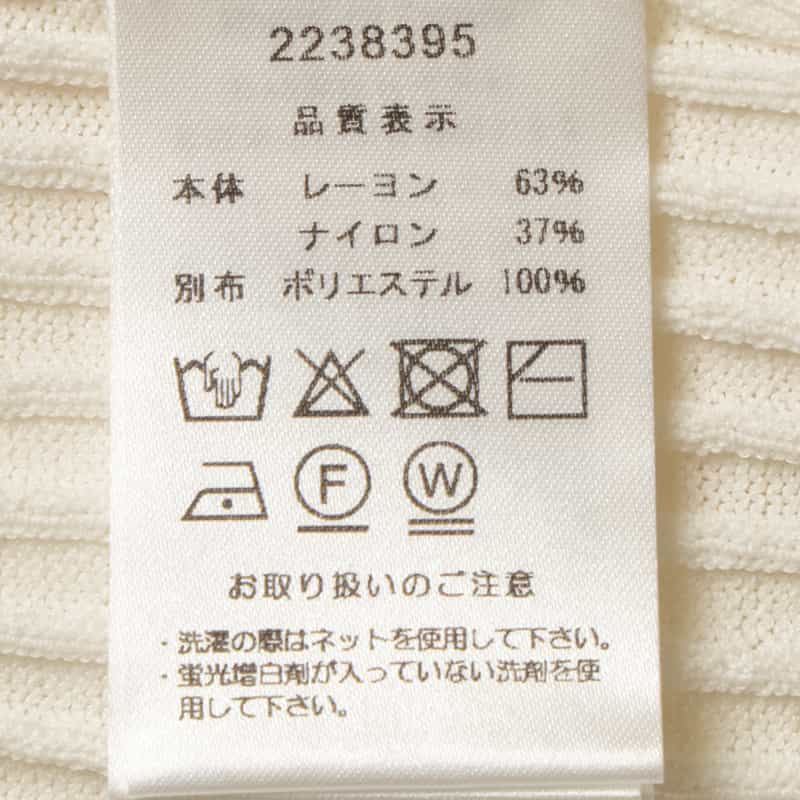 2238395
品質表示
本体 レーヨン 63%
ナイロン 37%
別布 ポリエステル 100%
F W
お取り扱いのご注意
・洗濯の際はネットを使用して下さい。
・蛍光増白剤が入っていない洗剤を使
用して下さい。